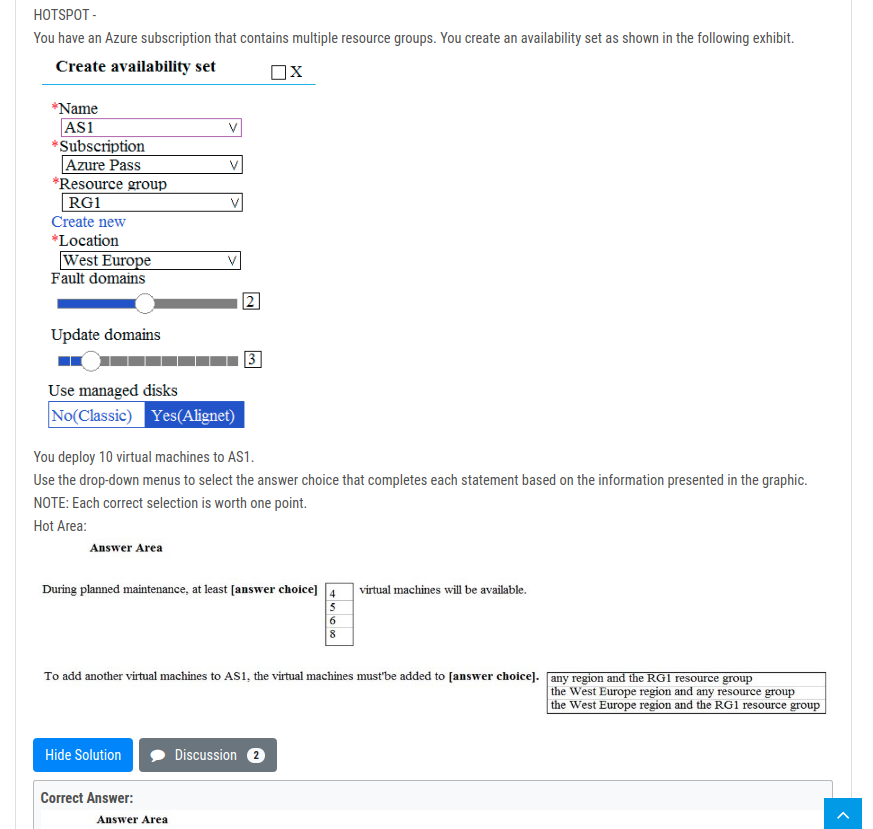 HOTSPOT -
You have an Azure subscription that contains multiple resource groups. You create an availability set as shown in the following exhibit.
Create availability set
X
*Name
AS1
*Subscription
Azure Pass
*Resource group
RG1
Create new
*Location
West Europe
Fault domains
2
Update domains
3
Use managed disks
No(Classic) Yes(Alignet)
You deploy 10 virtual machines to AS1.
Use the drop-down menus to select the answer choice that completes each statement based on the information presented in the graphic.
NOTE: Each correct selection is worth one point.
Hot Area:
Answer Area
During planned maintenance, at least [answer choice] virtual machines will be available.
4
5
6
8
To add another virtual machines to AS1, the virtual machines must'be added to [answer choice].
any region and the RG1 resource group
the West Europe region and any resource group
the West Europe region and the RG1 resource group
Hide Solution Discussion 2
Correct Answer:
Answer Area